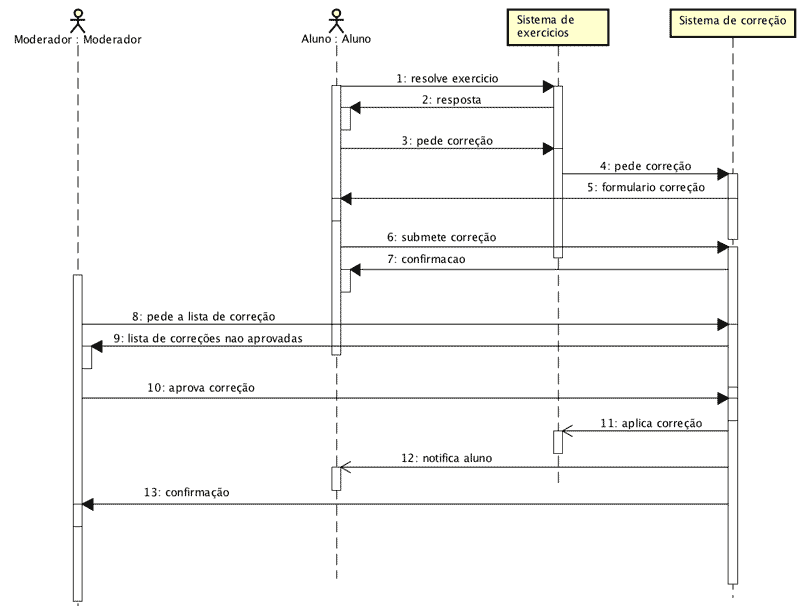 Moderador : Moderador
Aluno : Aluno
Sistema de
exercicios
Sistema de correção
1: resolve exercicio
2: resposta
3: pede correção
4: pede correção
5: formulario correção
6: submete correção
7: confirmacao
8: pede a lista de correção
9: lista de correções nao aprovadas
10: aprova correção
11: aplica correção
12: notifica aluno
13: confirmação